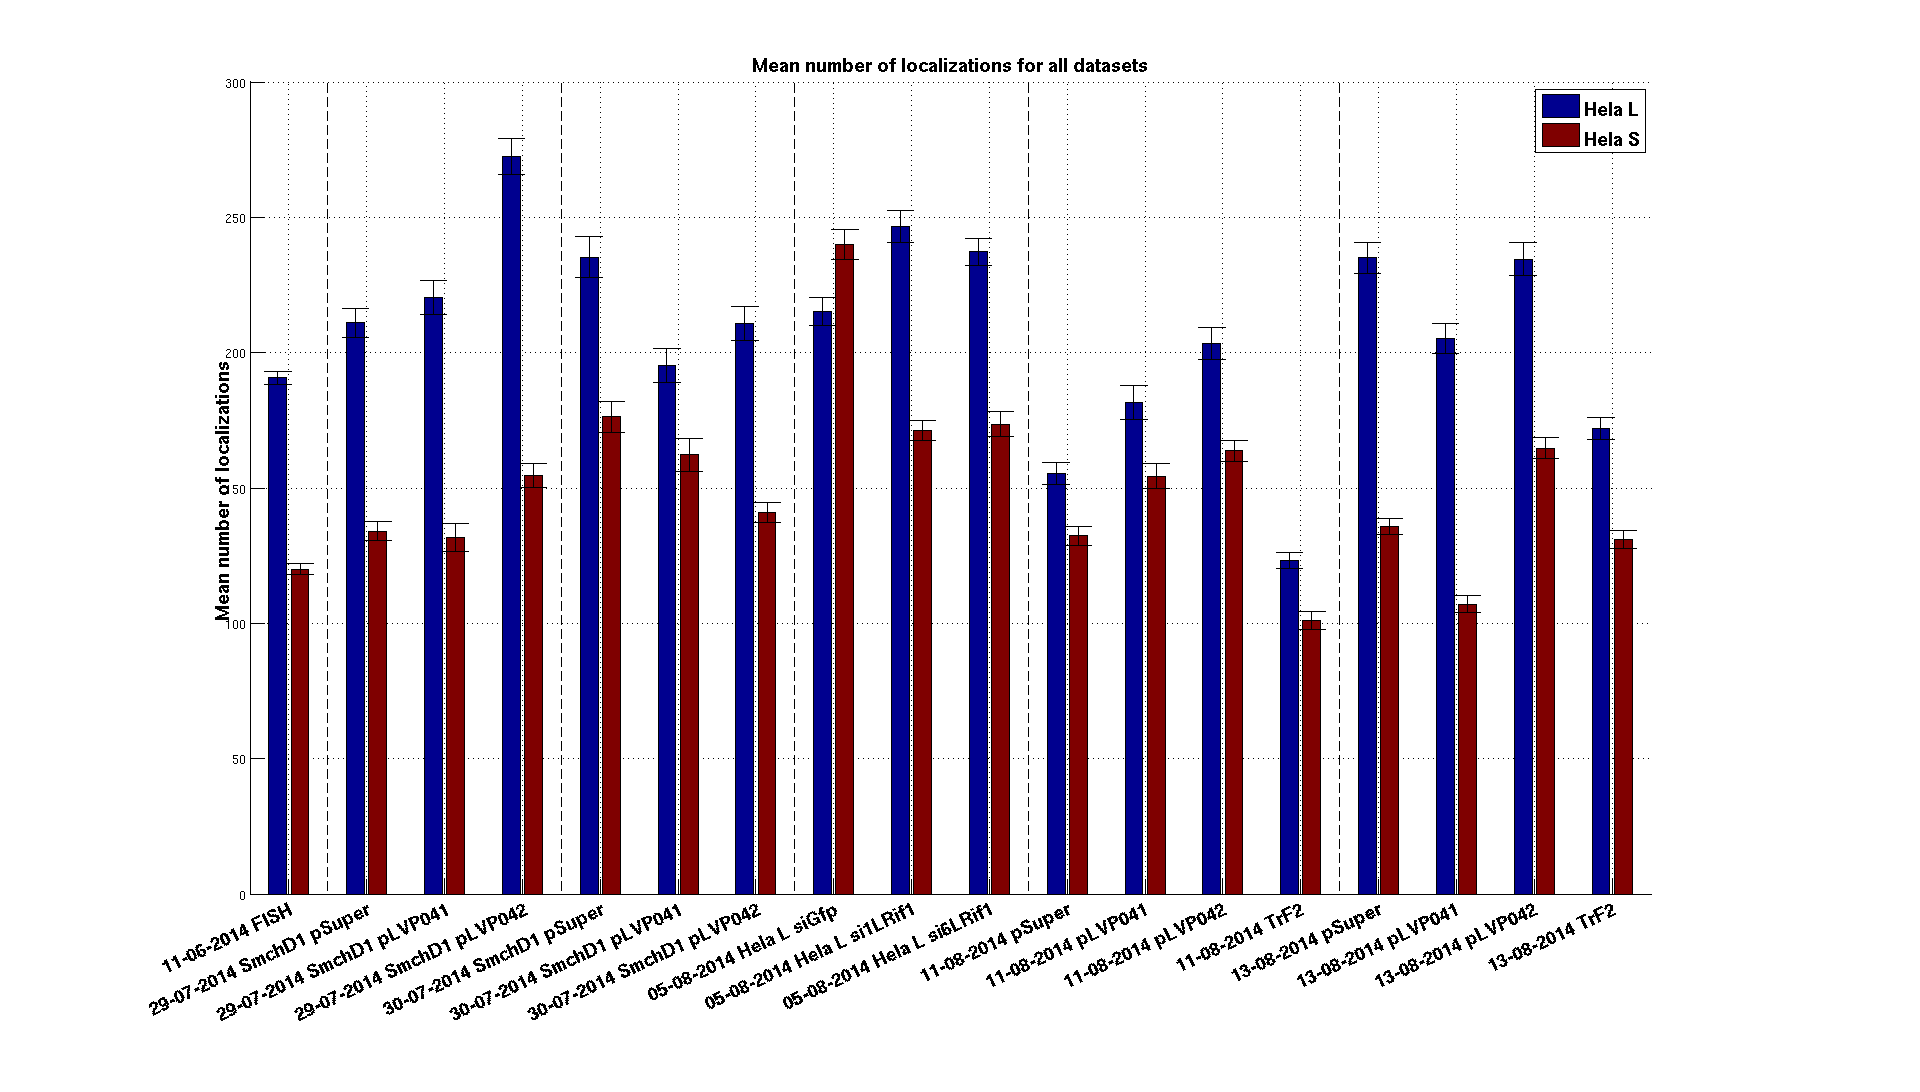 Mean number of localizations for all datasets
Hela L
Hela S
Mean number of localizations
300
250
200
150
100
50
0
11-06-2014 FISH
29-07-2014 SmchD1 pSuper
29-07-2014 SmchD1 pLVP041
29-07-2014 SmchD1 pLVP042
30-07-2014 SmchD1 pSuper
30-07-2014 SmchD1 pLVP041
30-07-2014 SmchD1 pLVP042
05-08-2014 Hela L siGfp
05-08-2014 Hela L si1LRif1
05-08-2014 Hela L si6LRif1
11-08-2014 pSuper
11-08-2014 pLVP041
11-08-2014 pLVP042
11-08-2014 TrF2
13-08-2014 pSuper
13-08-2014 pLVP041
13-08-2014 pLVP042
13-08-2014 TrF2